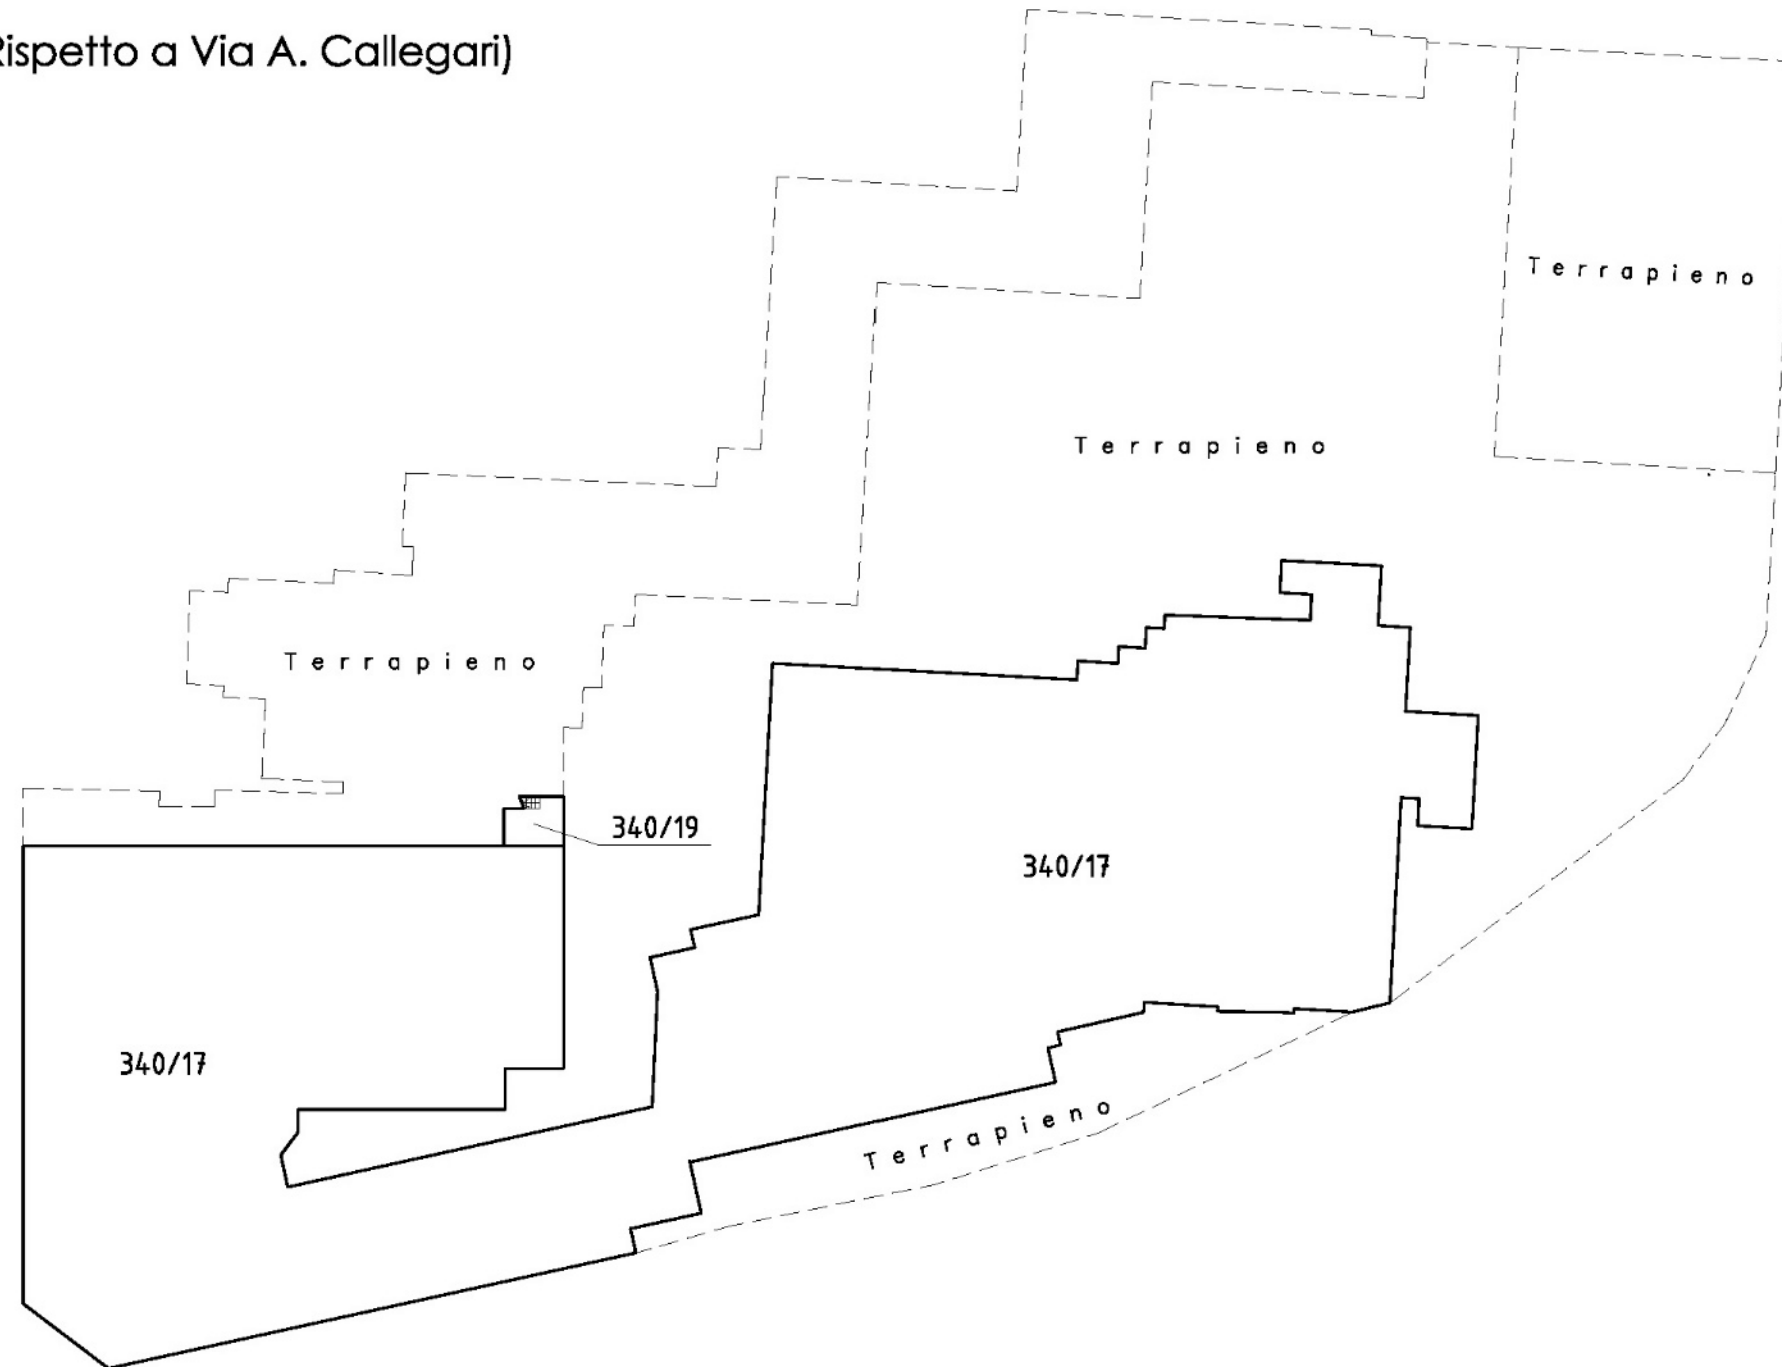 Rispetto a Via A. Callegari)
Terrapieno
Terrapieno
Terrapieno
340/19
340/17
340/17
Terrapieno